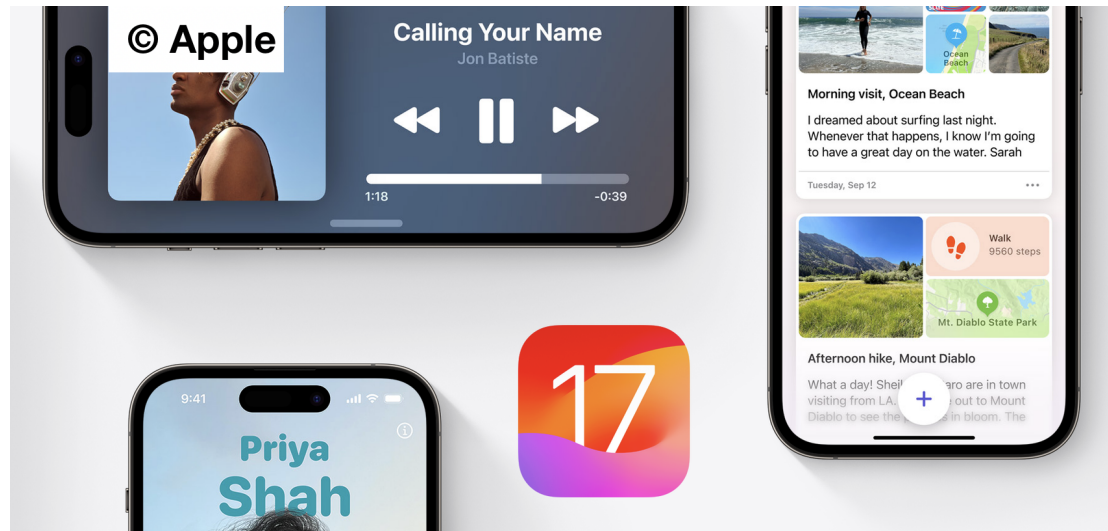 © Apple
Calling Your Name
Jon Batiste
1:18
-0:39
Ocean
Beach
Morning visit, Ocean Beach
I dreamed about surfing last night.
Whenever that happens, I know I'm going
to have a great day on the water. Sarah
Tuesday, Sep 12
Walk
9560 steps
Mt. Diablo State Park
Afternoon hike, Mount Diablo
What a day! Shei aro are in town
visiting from LA. out to Mount
Diablo to see the in bloom. The
9:41
Priya
Shah
17